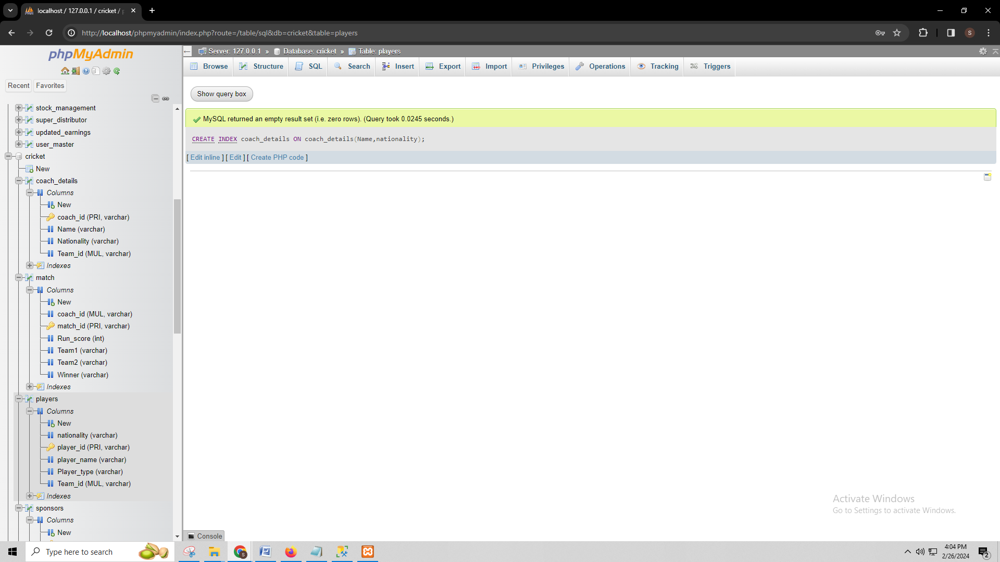 localhost / 127.0.0.1 / cricket /
http://localhost/phpmyadmin/index.php?route=/table/sql&db=cricket&table=players
S
phpMyAdmin
Recent
Favorites
stock_management
super_distributor
updated_earnings
user_master
cricket
New
coach_details
Columns
New
coach_id (PRI, varchar)
Name (varchar)
Nationality (varchar)
Team_id (MUL, varchar)
Indexes
match
Columns
New
coach_id (MUL, varchar)
match_id (PRI, varchar)
Run_score (int)
Team1 (varchar)
Team2 (varchar)
Winner (varchar)
Indexes
players
Columns
New
nationality (varchar)
player_id (PRI, varchar)
player_name (varchar)
Player_type (varchar)
Team_id (MUL, varchar)
Indexes
sponsors
Columns
New
Server: 127.0.0.1 » Database: cricket » Table: players
Browse Structure SQL Search Insert Export Import Privileges Operations Tracking Triggers
Show query box
MySQL returned an empty result set (i.e. zero rows). (Query took 0.0245 seconds.)
CREATE INDEX coach_details ON coach_details(Name,nationality);
[ Edit inline ] [ Edit ] [ Create PHP code ]
Activate Windows
Go to Settings to activate Windows.
Console
Type here to search
4:04 PM
2/26/2024
2